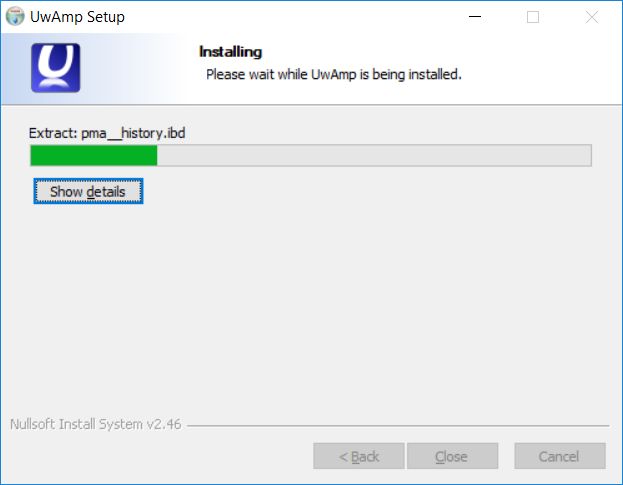 UwAmp Setup
Installing
Please wait while UwAmp is being installed.
Extract: pma__history.ibd
Show details
Nullsoft Install System v2.46
< Back
Close
Cancel